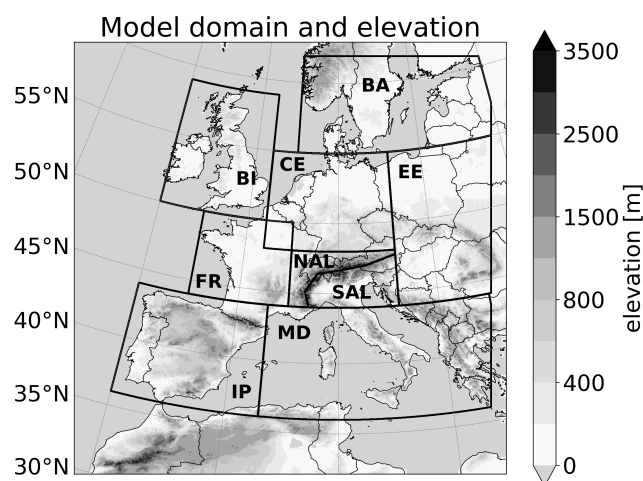 Model domain and elevation
55°N
50°N
45°N
40°N
35°N
30°N
BA
BI
CE
EE
NAL
FR
SAL
MD
IP
3500
2500
1500
800
400
0
elevation [m]